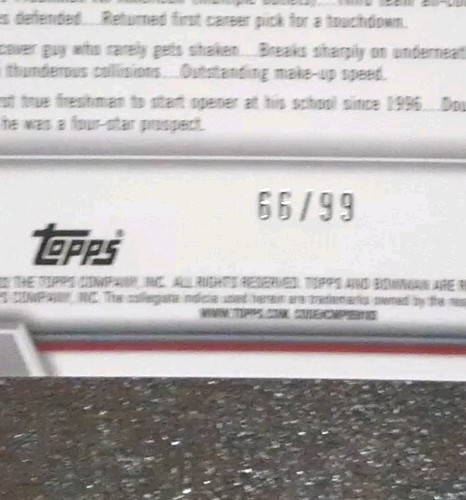 s defended....Returned first career pick for a touchdown.
cover guy who rarely gets shaken....Breaks sharply on underneat
thunderous collisions....Outstanding make-up speed.
rst true freshman to start opener at his school since 1996....Dou
he was a four-star prospect.
66/99
Topps
THE TOPPS COMPANY, INC. ALL RIGHTS RESERVED. TOPPS AND BOWMAN ARE R
S COMPANY, INC. The collegiate indicia used herein are trademarks owned by the res
WWW.TOPPS.COM